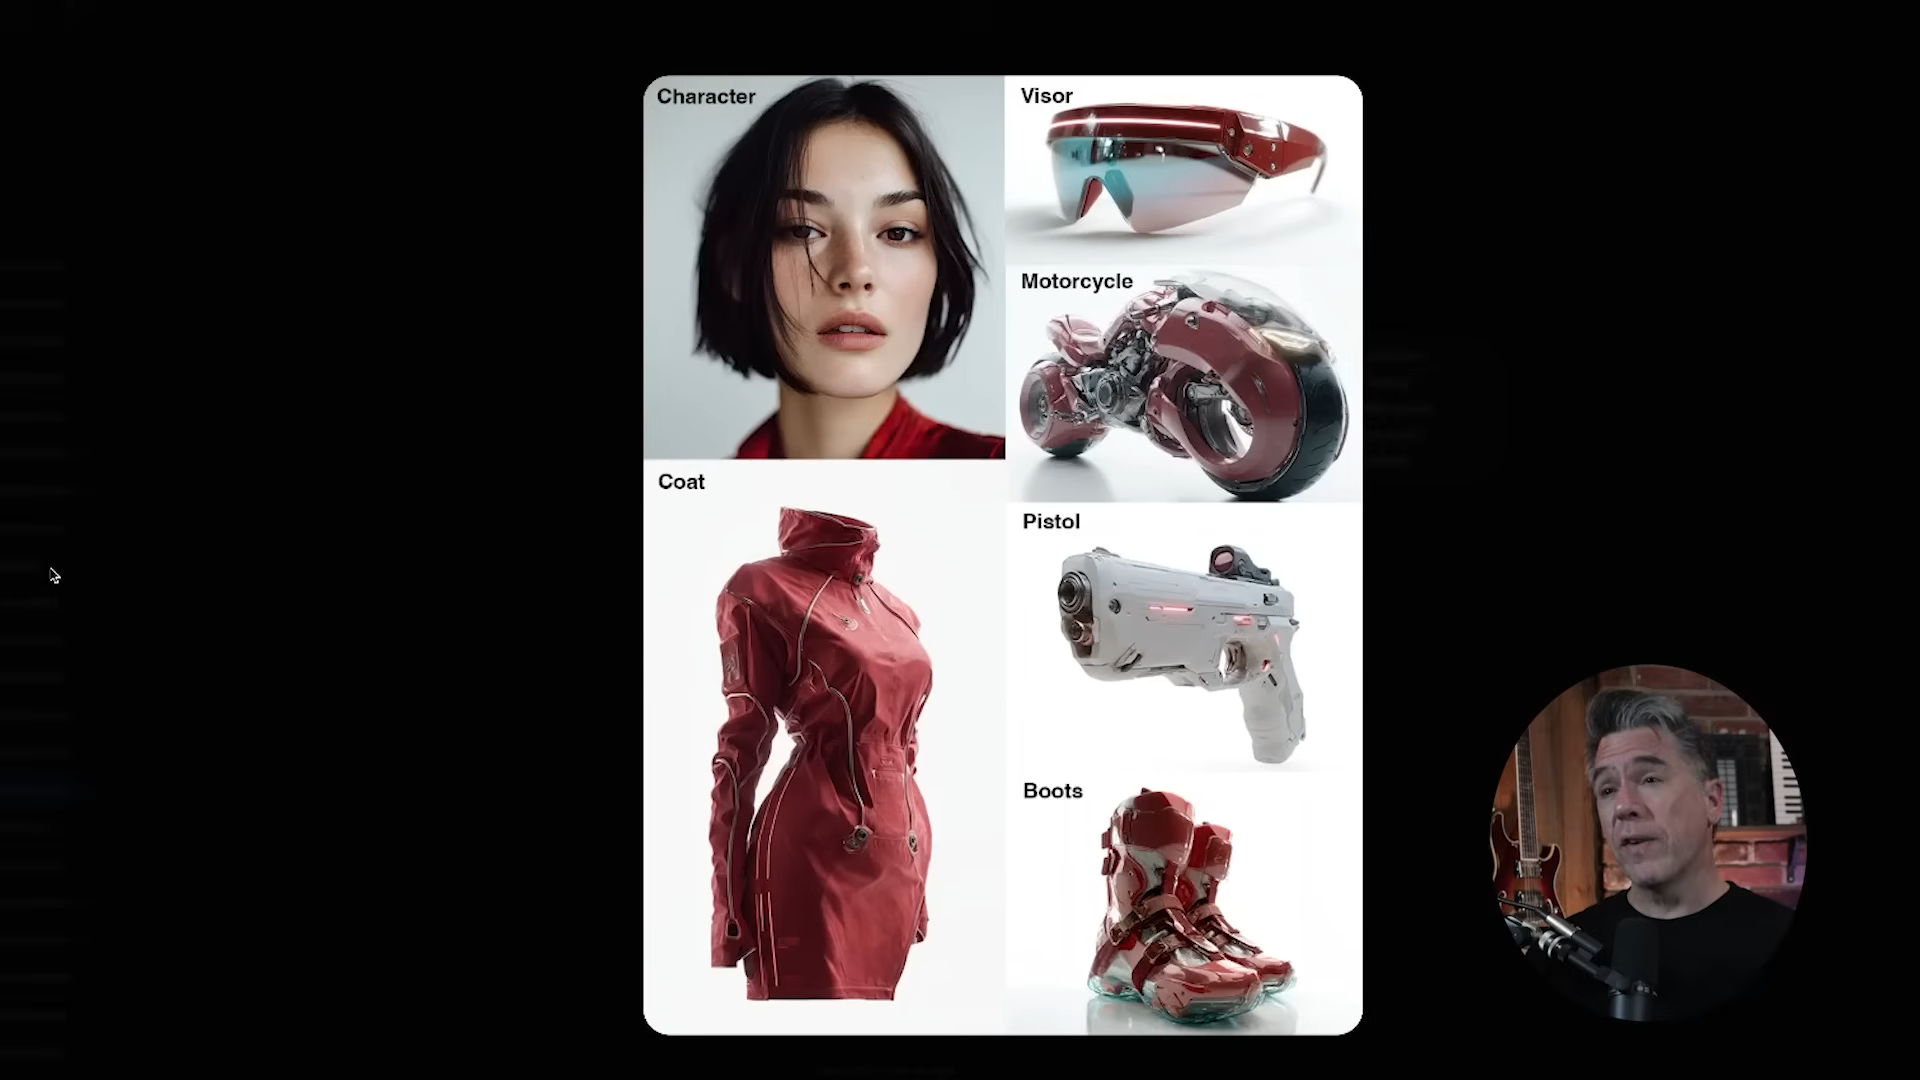 Character
Visor
Motorcycle
Coat
Pistol
Boots